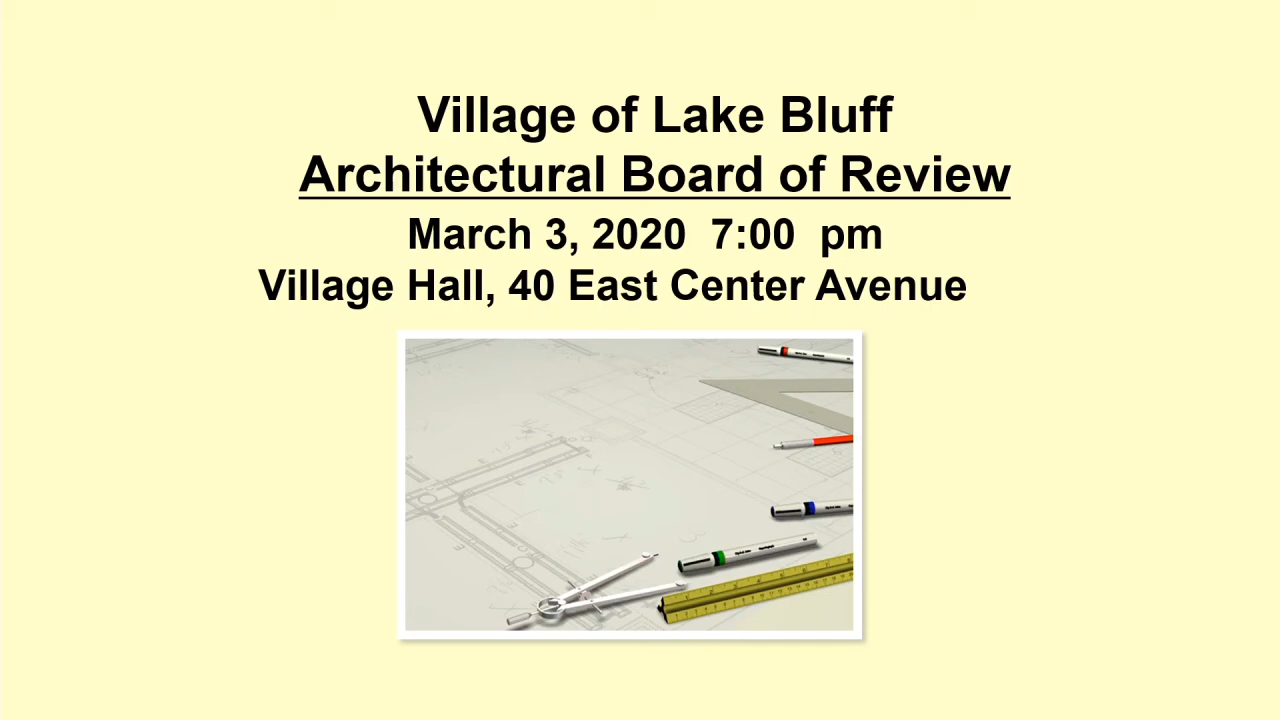 Village of Lake Bluff
Architectural Board of Review
March 3, 2020 7:00 pm
Village Hall, 40 East Center Avenue